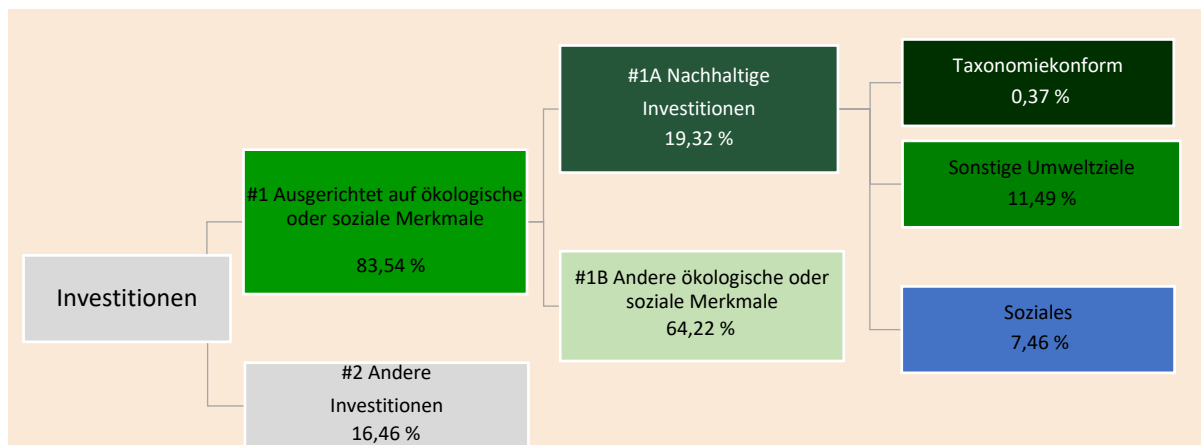 Investitionen
#1 Ausgerichtet auf ökologische
oder soziale Merkmale
83,54 %
#2 Andere
Investitionen
16,46 %
#1A Nachhaltige
Investitionen
19,32 %
#1B Andere ökologische oder
soziale Merkmale
64,22 %
Taxonomiekonform
0,37 %
Sonstige Umweltziele
11,49 %
Soziales
7,46 %